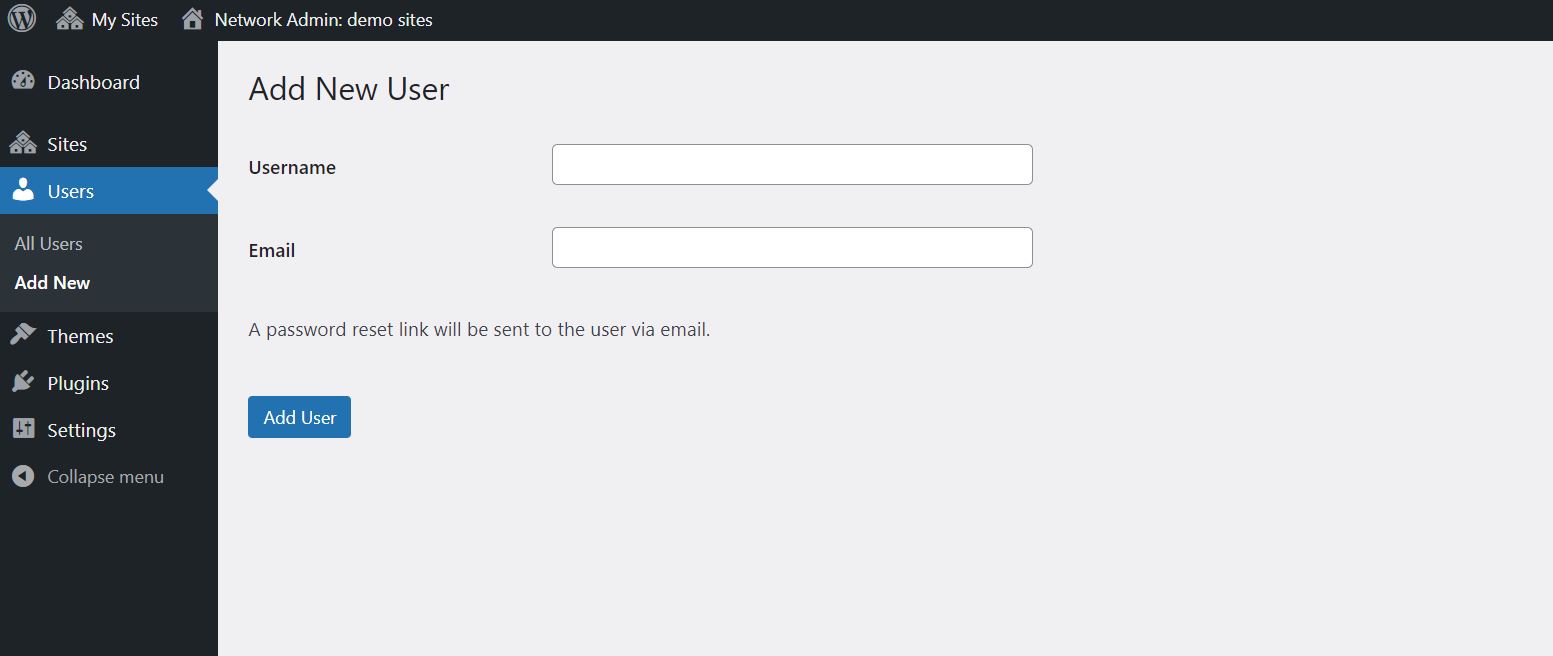 My Sites
Network Admin: demo sites
Dashboard
Sites
Users
All Users
Add New
Themes
Plugins
Settings
Collapse menu
Add New User
Username
Email
A password reset link will be sent to the user via email.
Add User